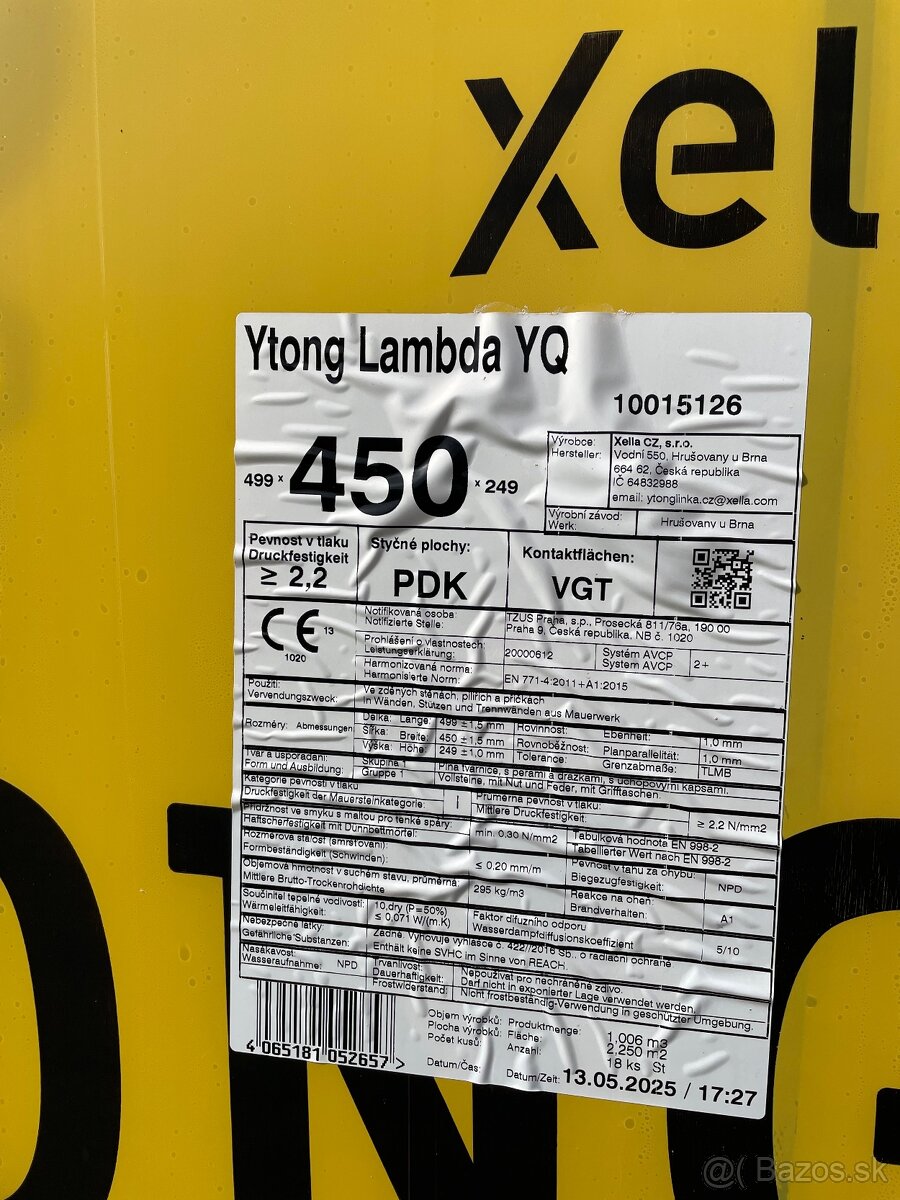 xel
Ytong Lambda YQ
10015126
499 x 450 x 249
Výrobce: Xella CZ, s.r.o.
Hersteller: Vodní 550, Hrušovany u Brna
664 62, Česká republika
IČ 64832988
email: ytonglinka.cz@xella.com
Výrobní závod: Hrušovany u Brna
Werk:
Pevnost v tlaku
Druckfestigkeit
≥ 2,2
Styčné plochy:
PDK
Kontaktflächen:
VGT
CE 13
1020
Notifikovaná osoba: TZUS Praha, s.p., Prosecká 811/76a, 190 00
Notifizierte Stelle: Praha 9, Česká republika, NB č. 1020
Prohlášení o vlastnostech: 20000612 Systém AVCP 2+
Leistungserklärung: System AVCP
Harmonizovaná norma: EN 771-4:2011+A1:2015
Harmonisierte Norm:
Použití: Ve zděných stěnách, pilířích a příčkách
Verwendungszweck: in Wänden, Stützen und Trennwänden aus Mauerwerk
Rozměry: Abmessungen
Délka: Länge: 499 ±1,5 mm Rovinnost: Ebenheit: 1,0 mm
Šířka: Breite: 450 ±1,5 mm Rovnoběžnost: Planparallelität: 1,0 mm
Výška: Höhe: 249 ±1,0 mm Tolerance: Grenzabmaße: TLMB
Tvar a uspořádání: Skupina 1 Plná tvárnice, s perami a drážkami, s úchopovými kapsami.
Form und Ausbildung: Gruppe 1 Vollsteine, mit Nut und Feder, mit Grifftaschen
Kategorie pevnosti v tlaku I Průměrná pevnost v tlaku: ≥ 2.2 N/mm2
Druckfestigkeit der Mauersteinkategorie: Mittlere Druckfestigkeit:
Přídržnost ve smyku s maltou pro tenké spáry: min. 0.30 N/mm2 Tabulková hodnota EN 998-2
Haftscherfestigkeit mit Dünnbettmörtel: Tabellierter Wert nach EN 998-2
Rozměrová stálost (smršťování): ≤ 0.20 mm/m Pevnost v tahu za ohybu: NPD
Formbeständigkeit (Schwinden): Biegezugfestigkeit:
Objemová hmotnost v suchém stavu, průměrná: 295 kg/m3 Reakce na oheň: A1
Mittlere Brutto-Trockenrohdichte Brandverhalten:
Součinitel tepelné vodivosti: 10,dry (P=50%) Faktor difuzního odporu 5/10
Wärmeleitfähigkeit: ≤ 0,071 W/(m.K) Wasserdampfdiffusionskoeffizient
Nebezpečné látky: Žádné. Vyhovuje vyhlásce č. 422//2016 Sb., o radiační ochraně
Gefährliche Substanzen: Enthält keine SVHC im Sinne von REACH.
Nasákavost: NPD Trvanlivost: Nepoužívat pro nechráněné zdivo.
Wasseraufnahme: Dauerhaftigkeit: Darf nicht in exponierter Lage verwendet werden.
Frostwiderstand: Nicht frostbeständig-Verwendung in geschützter Umgebung.
4 065181 052657 >
Objem výrobků: Produktmenge: 1,006 m3
Plocha výrobků: Fläche: 2,250 m2
Počet kusů: Anzahl: 18 ks St
Datum/Čas: Datum/Zeit: 13.05.2025 / 17:27
@( Bazos.sk